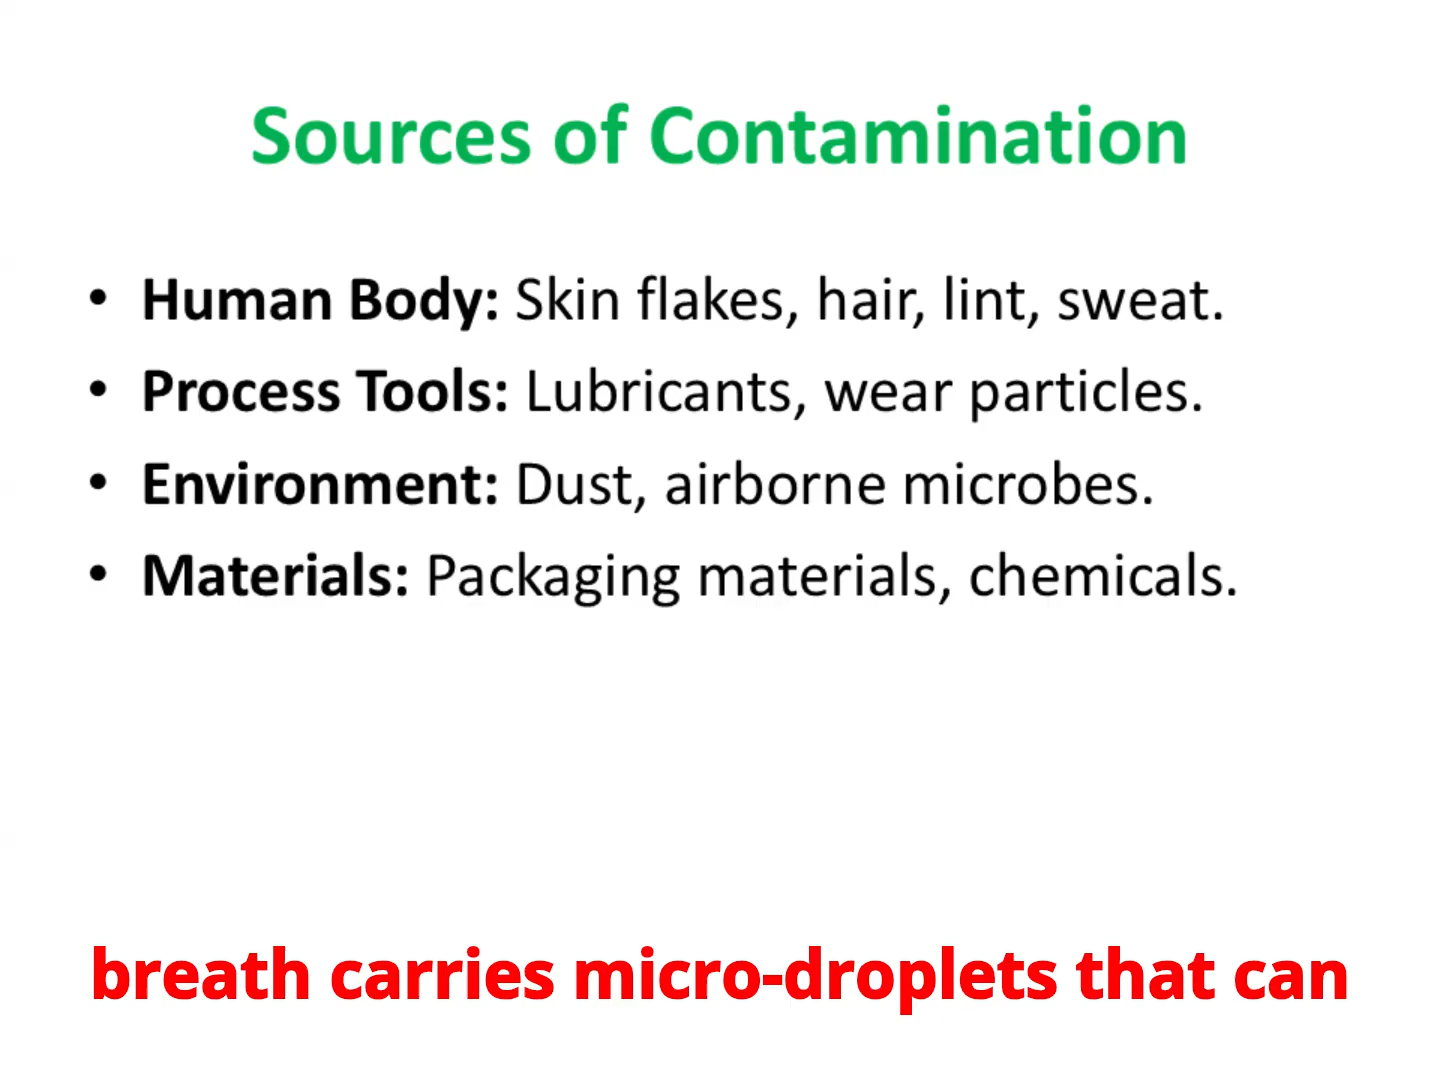 Sources of Contamination
• Human Body: Skin flakes, hair, lint, sweat.
• Process Tools: Lubricants, wear particles.
• Environment: Dust, airborne microbes.
• Materials: Packaging materials, chemicals.
breath carries micro-droplets that can